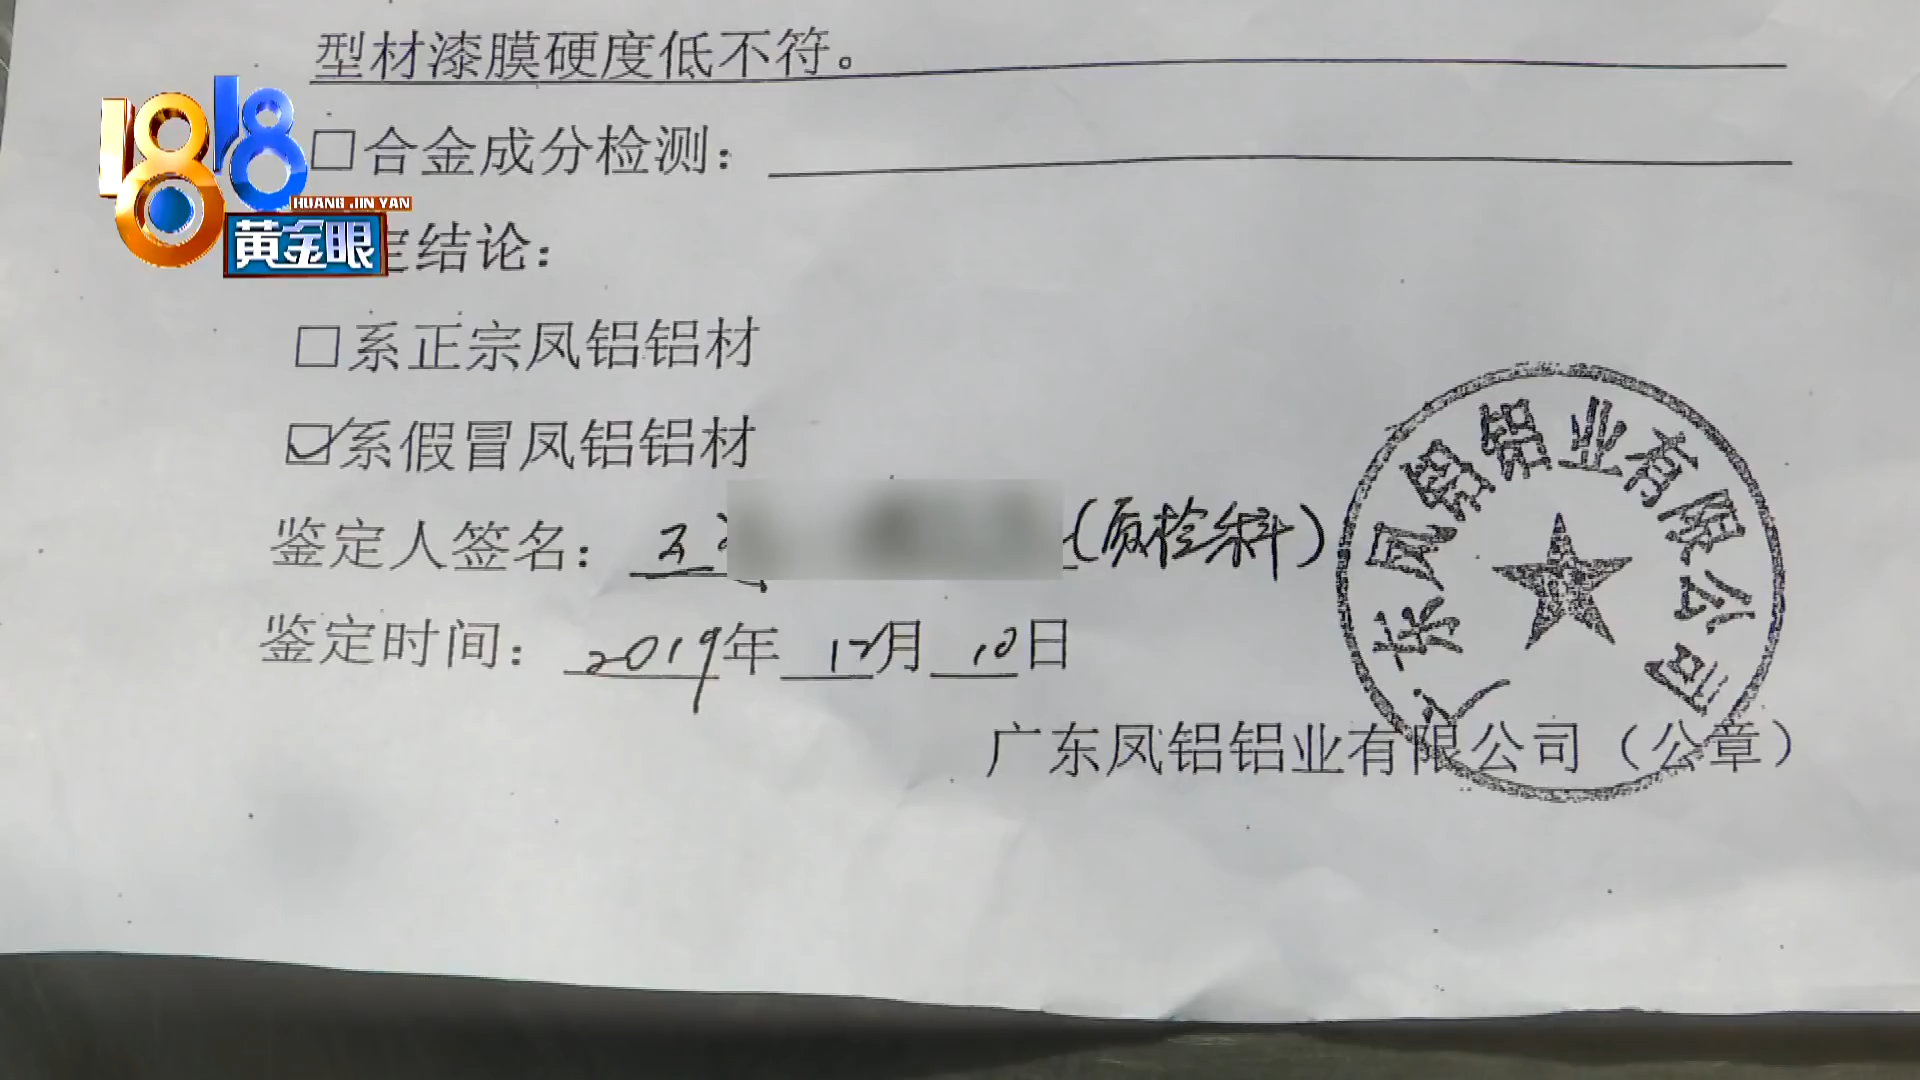 型材漆膜硬度低不符。
□合金成分检测：
1818
HUANG JIN YAN
黄金眼
定结论：
□系正宗凤铝铝材
☑系假冒凤铝铝材
鉴定人签名： （质检科）
鉴定时间： 2019年 12月 10日
广东凤铝铝业有限公司
广东凤铝铝业有限公司（公章）